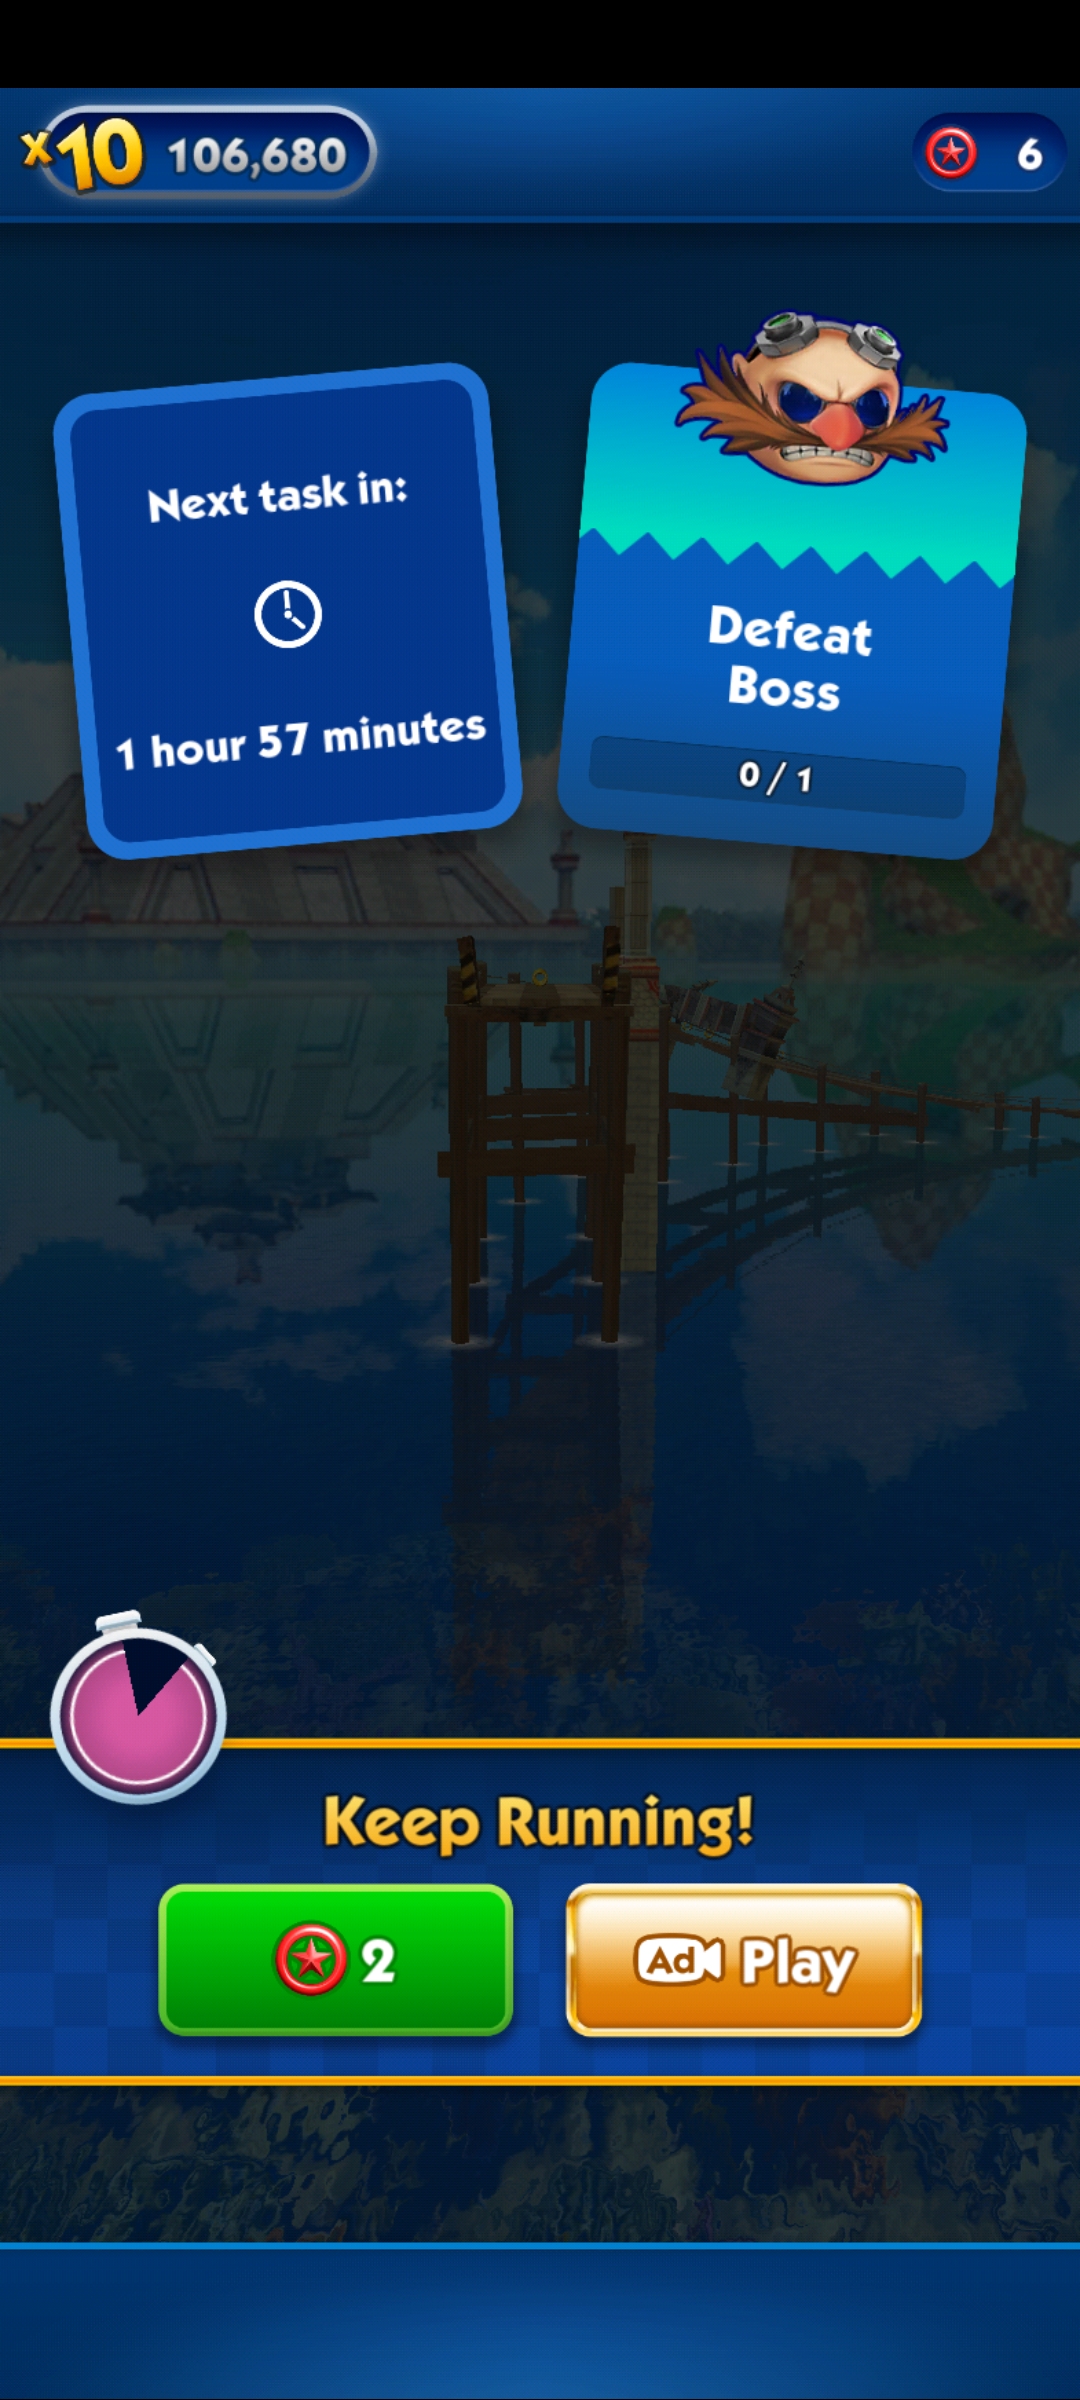 x10 106,680
6
Next task in:
1 hour 57 minutes
Defeat
Boss
0 / 1
Keep Running!
2
Ad Play